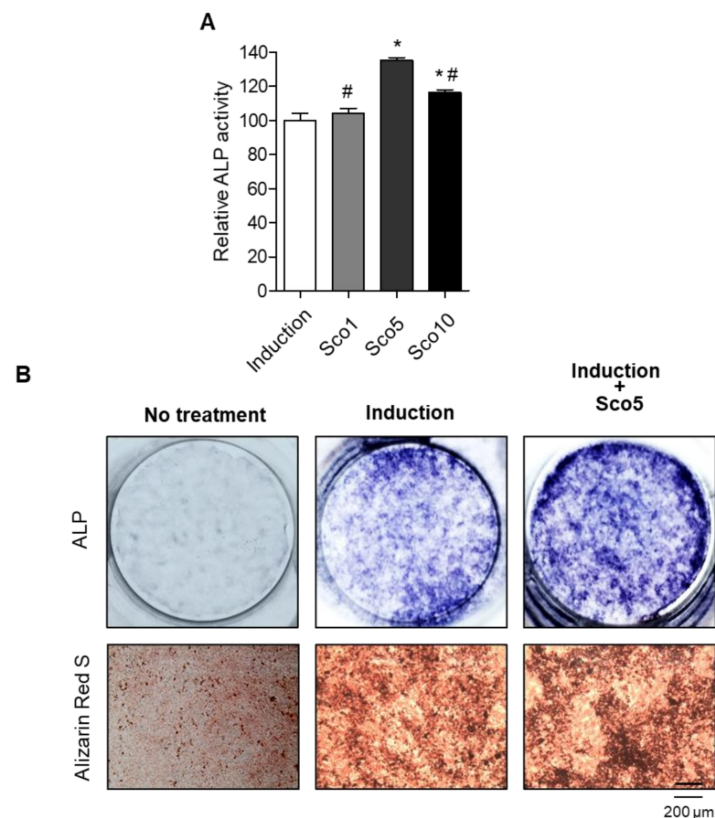 A
140
120
100
80
60
40
20
0
Relative ALP activity
#
*
* #
Induction
Sco1
Sco5
Sco10
B
No treatment
Induction
Induction
+
Sco5
ALP
Alizarin Red S
200 µm